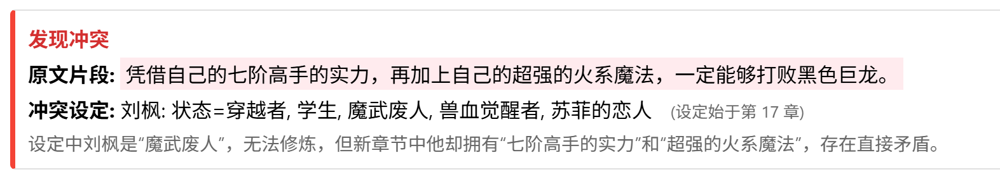 发现冲突
原文片段: 凭借自己的七阶高手的实力，再加上自己的超强的火系魔法，一定能够打败黑色巨龙。
冲突设定: 刘枫: 状态=穿越者, 学生, 魔武废人, 兽血觉醒者, 苏菲的恋人 (设定始于第 17 章)
设定中刘枫是“魔武废人”，无法修炼，但新章节中他却拥有“七阶高手的实力”和“超强的火系魔法”，存在直接矛盾。